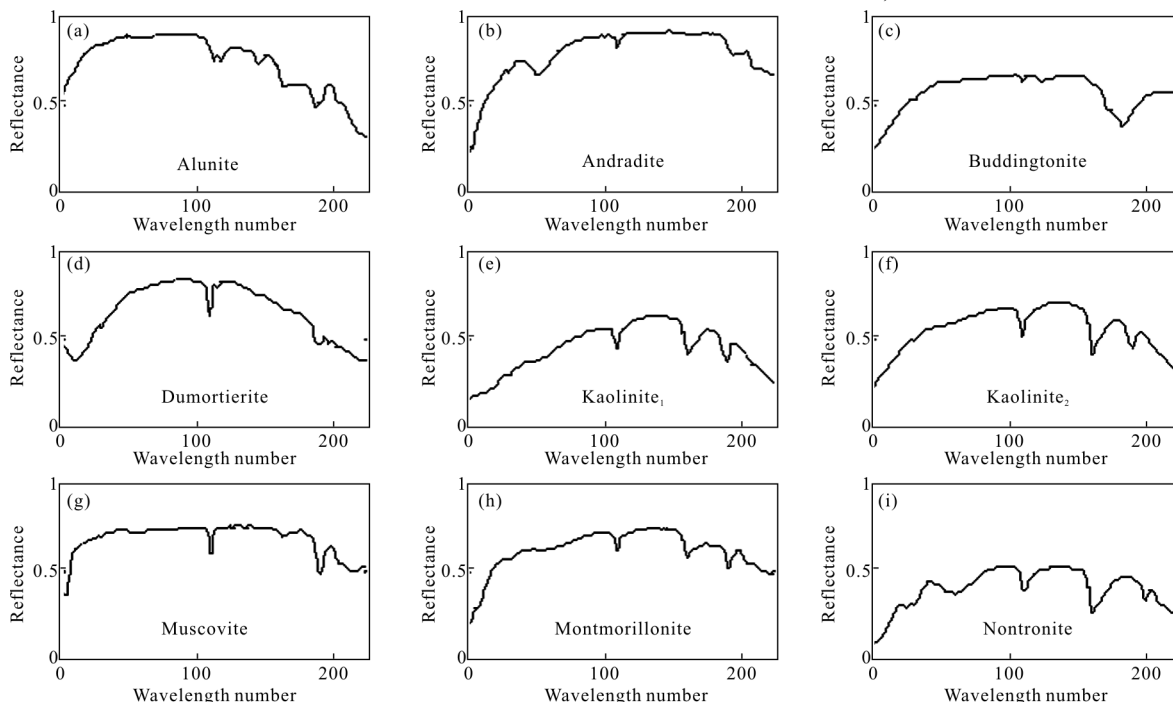 1
(a)
Reflectance
0.5
Alunite
0
0
100
200
Wavelength number
1
(b)
Reflectance
0.5
Andradite
0
0
100
200
Wavelength number
1
(c)
Reflectance
0.5
Buddingtonite
0
0
100
200
Wavelength number
1
(d)
Reflectance
0.5
Dumortierite
0
0
100
200
Wavelength number
1
(e)
Reflectance
0.5
Kaolinite₁
0
0
100
200
Wavelength number
1
(f)
Reflectance
0.5
Kaolinite₂
0
0
100
200
Wavelength number
1
(g)
Reflectance
0.5
Muscovite
0
0
100
200
Wavelength number
1
(h)
Reflectance
0.5
Montmorillonite
0
0
100
200
Wavelength number
1
(i)
Reflectance
0.5
Nontronite
0
0
100
200
Wavelength number